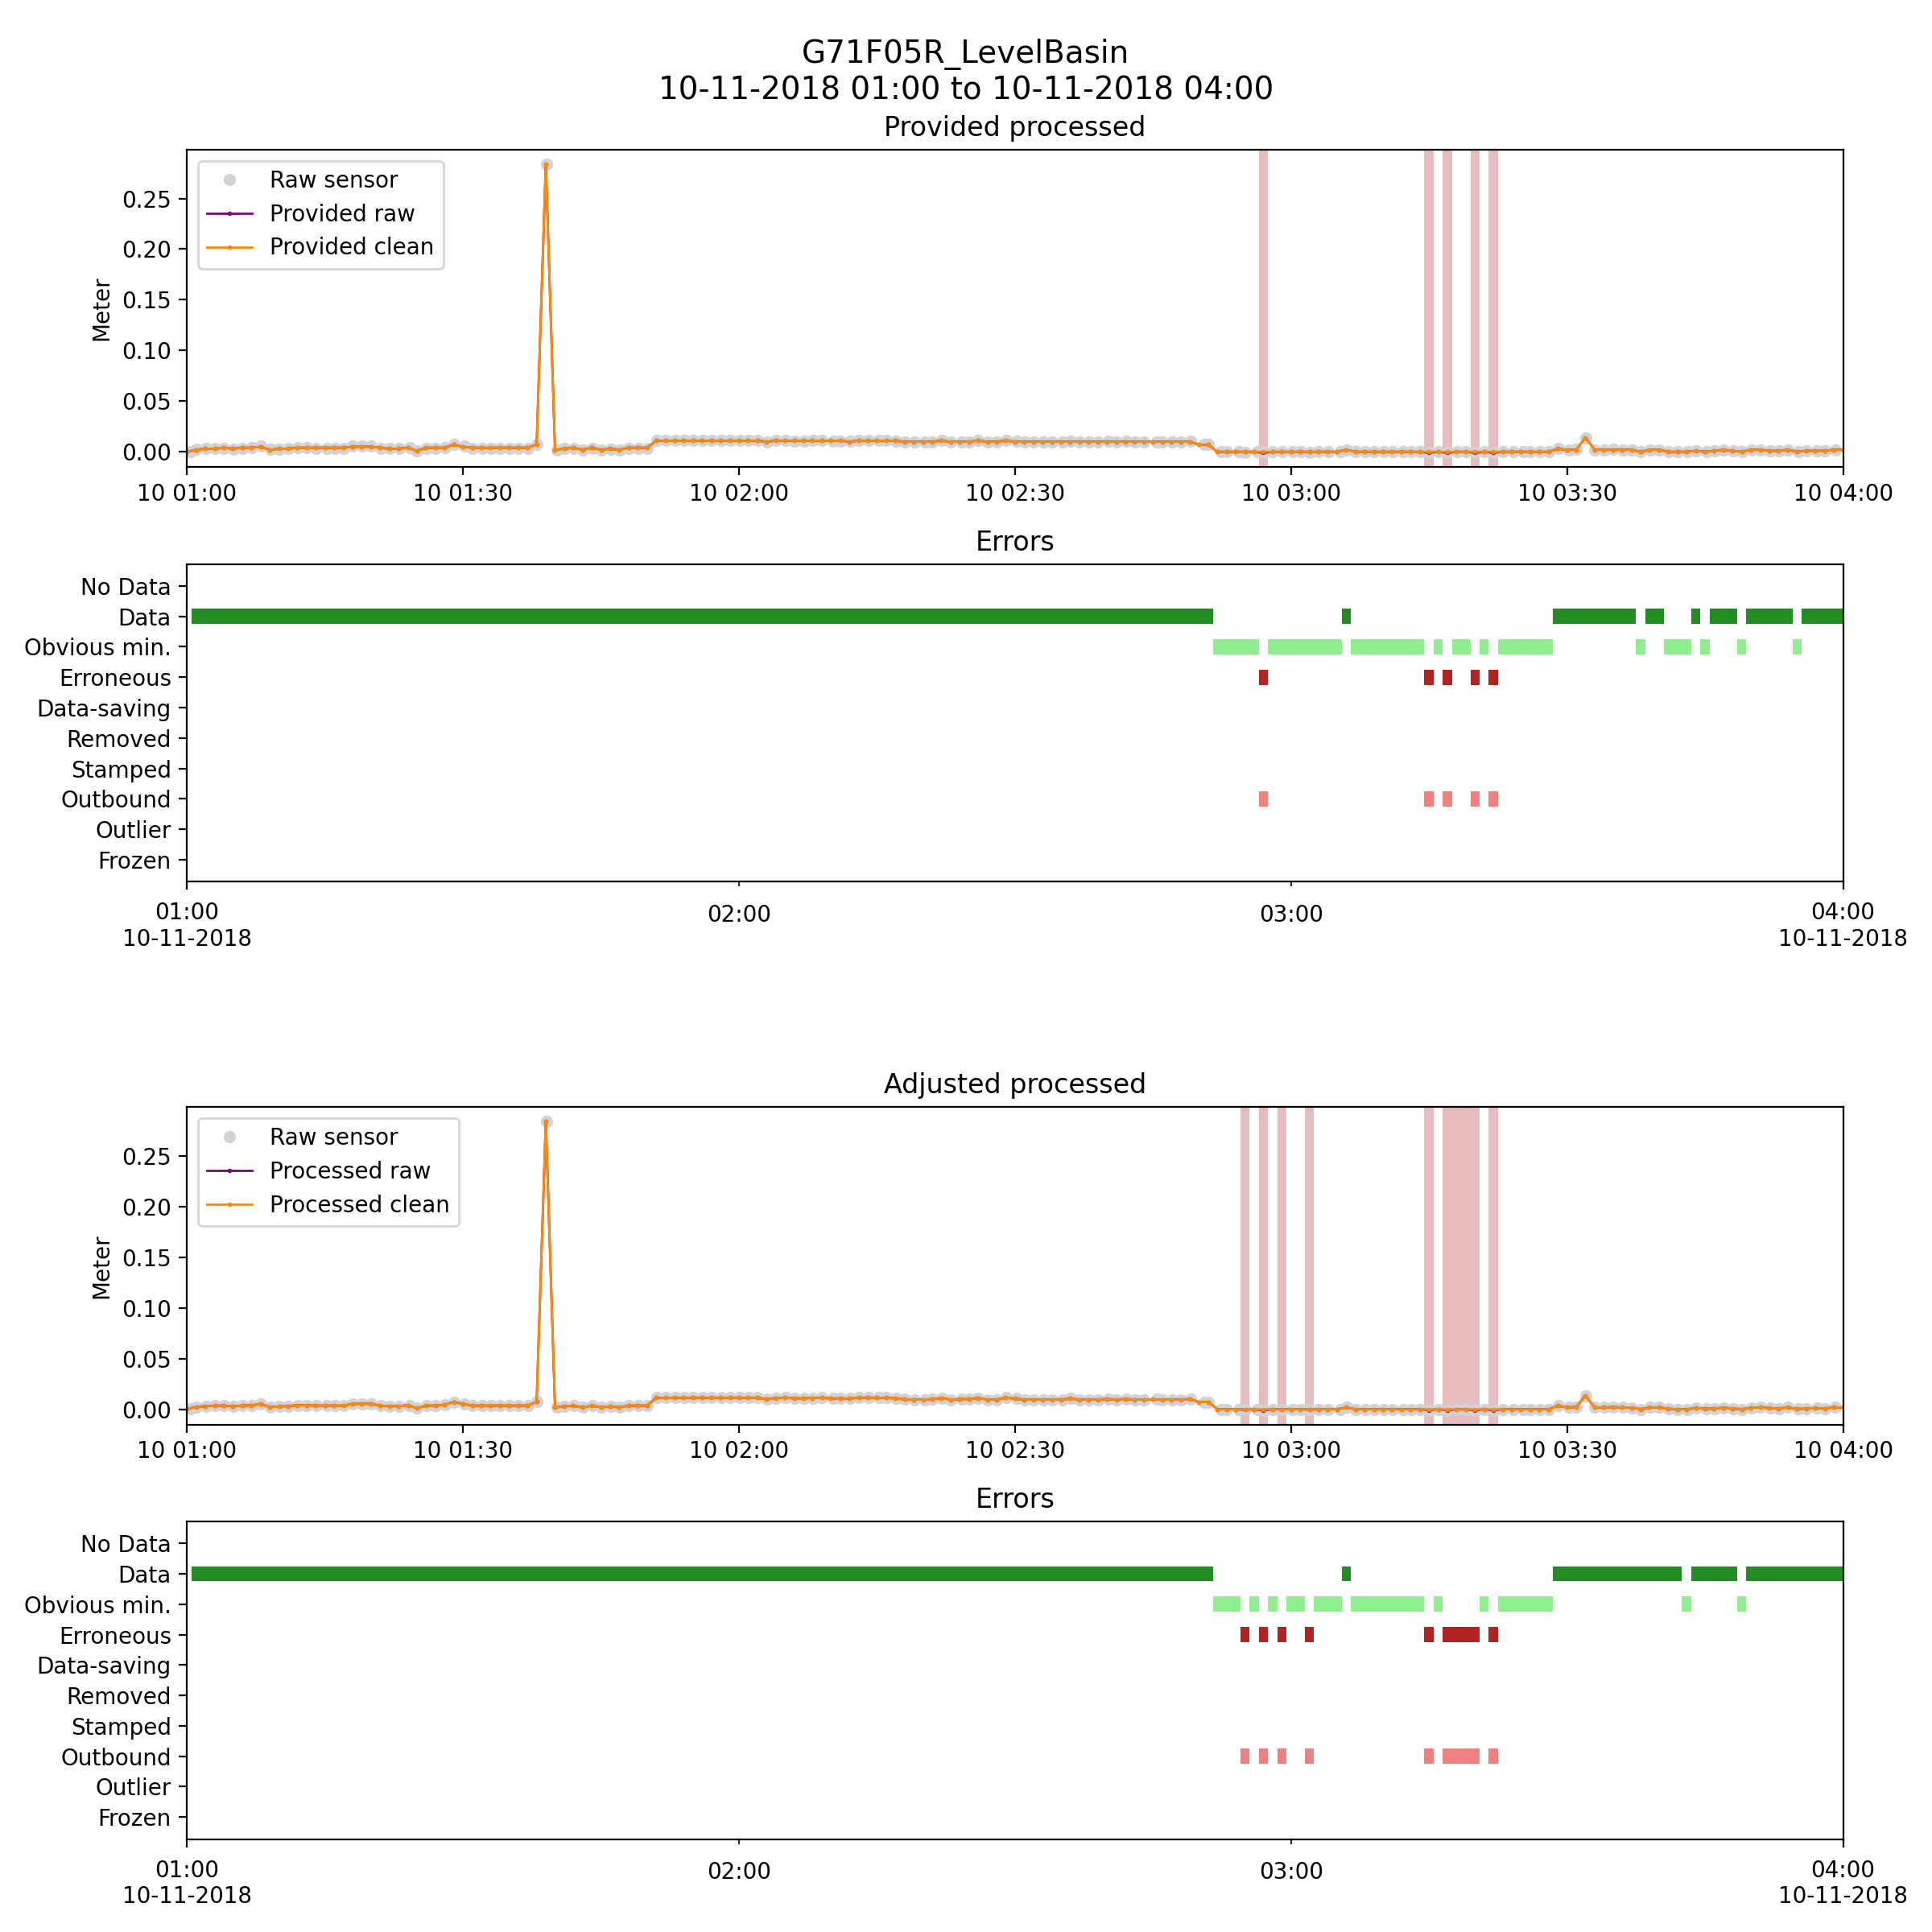 G71F05R_LevelBasin
10-11-2018 01:00 to 10-11-2018 04:00
Provided processed
Raw sensor
Provided raw
Provided clean
Meter
0.25
0.20
0.15
0.10
0.05
0.00
10 01:00 10 01:30 10 02:00 10 02:30 10 03:00 10 03:30 10 04:00
Errors
No Data
Data
Obvious min.
Erroneous
Data-saving
Removed
Stamped
Outbound
Outlier
Frozen
01:00 02:00 03:00 04:00
10-11-2018 10-11-2018
Adjusted processed
Raw sensor
Processed raw
Processed clean
Meter
0.25
0.20
0.15
0.10
0.05
0.00
10 01:00 10 01:30 10 02:00 10 02:30 10 03:00 10 03:30 10 04:00
Errors
No Data
Data
Obvious min.
Erroneous
Data-saving
Removed
Stamped
Outbound
Outlier
Frozen
01:00 02:00 03:00 04:00
10-11-2018 10-11-2018